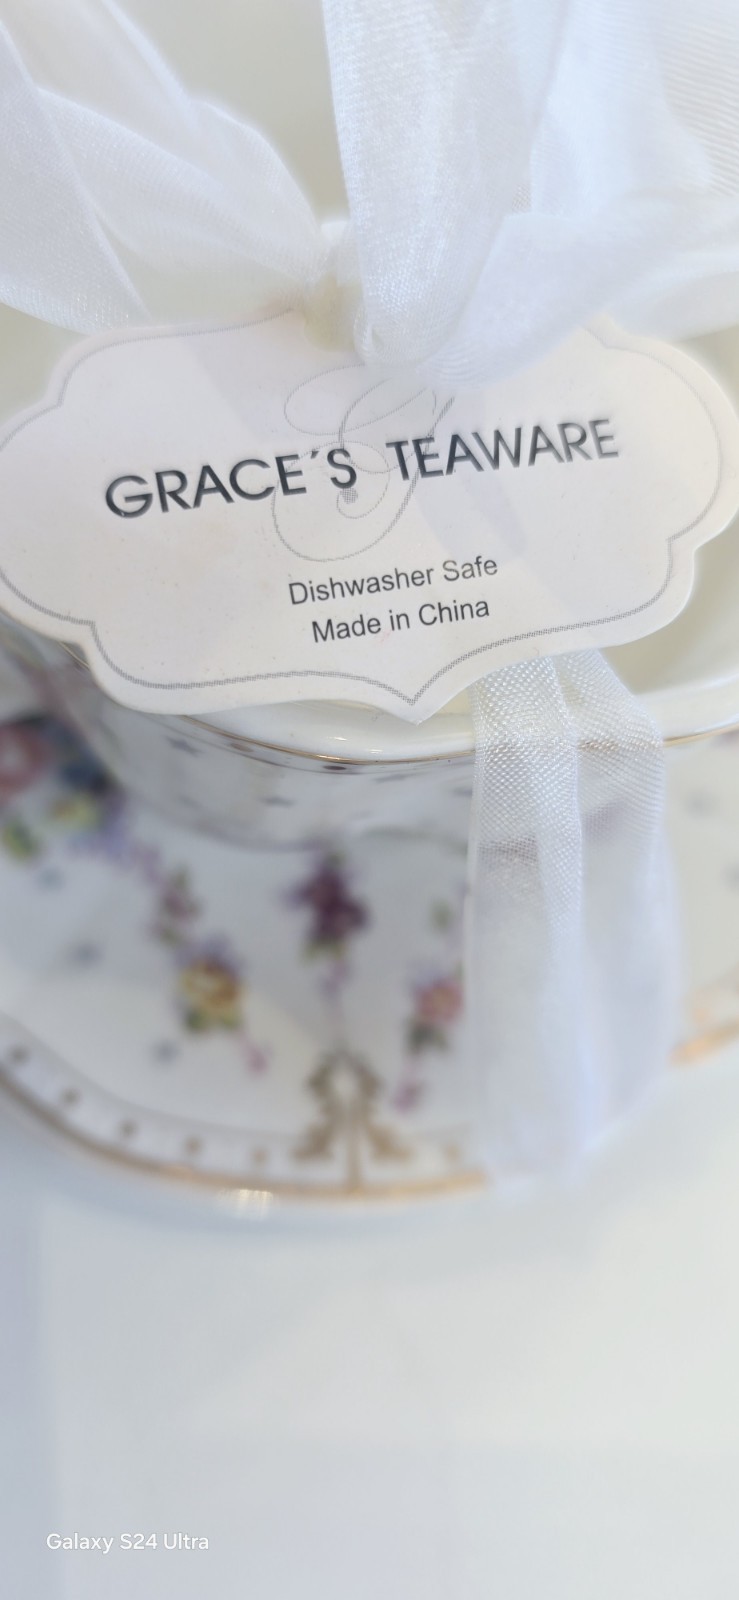 GRACE´S TEAWARE
Dishwasher Safe
Made in China
Galaxy S24 Ultra